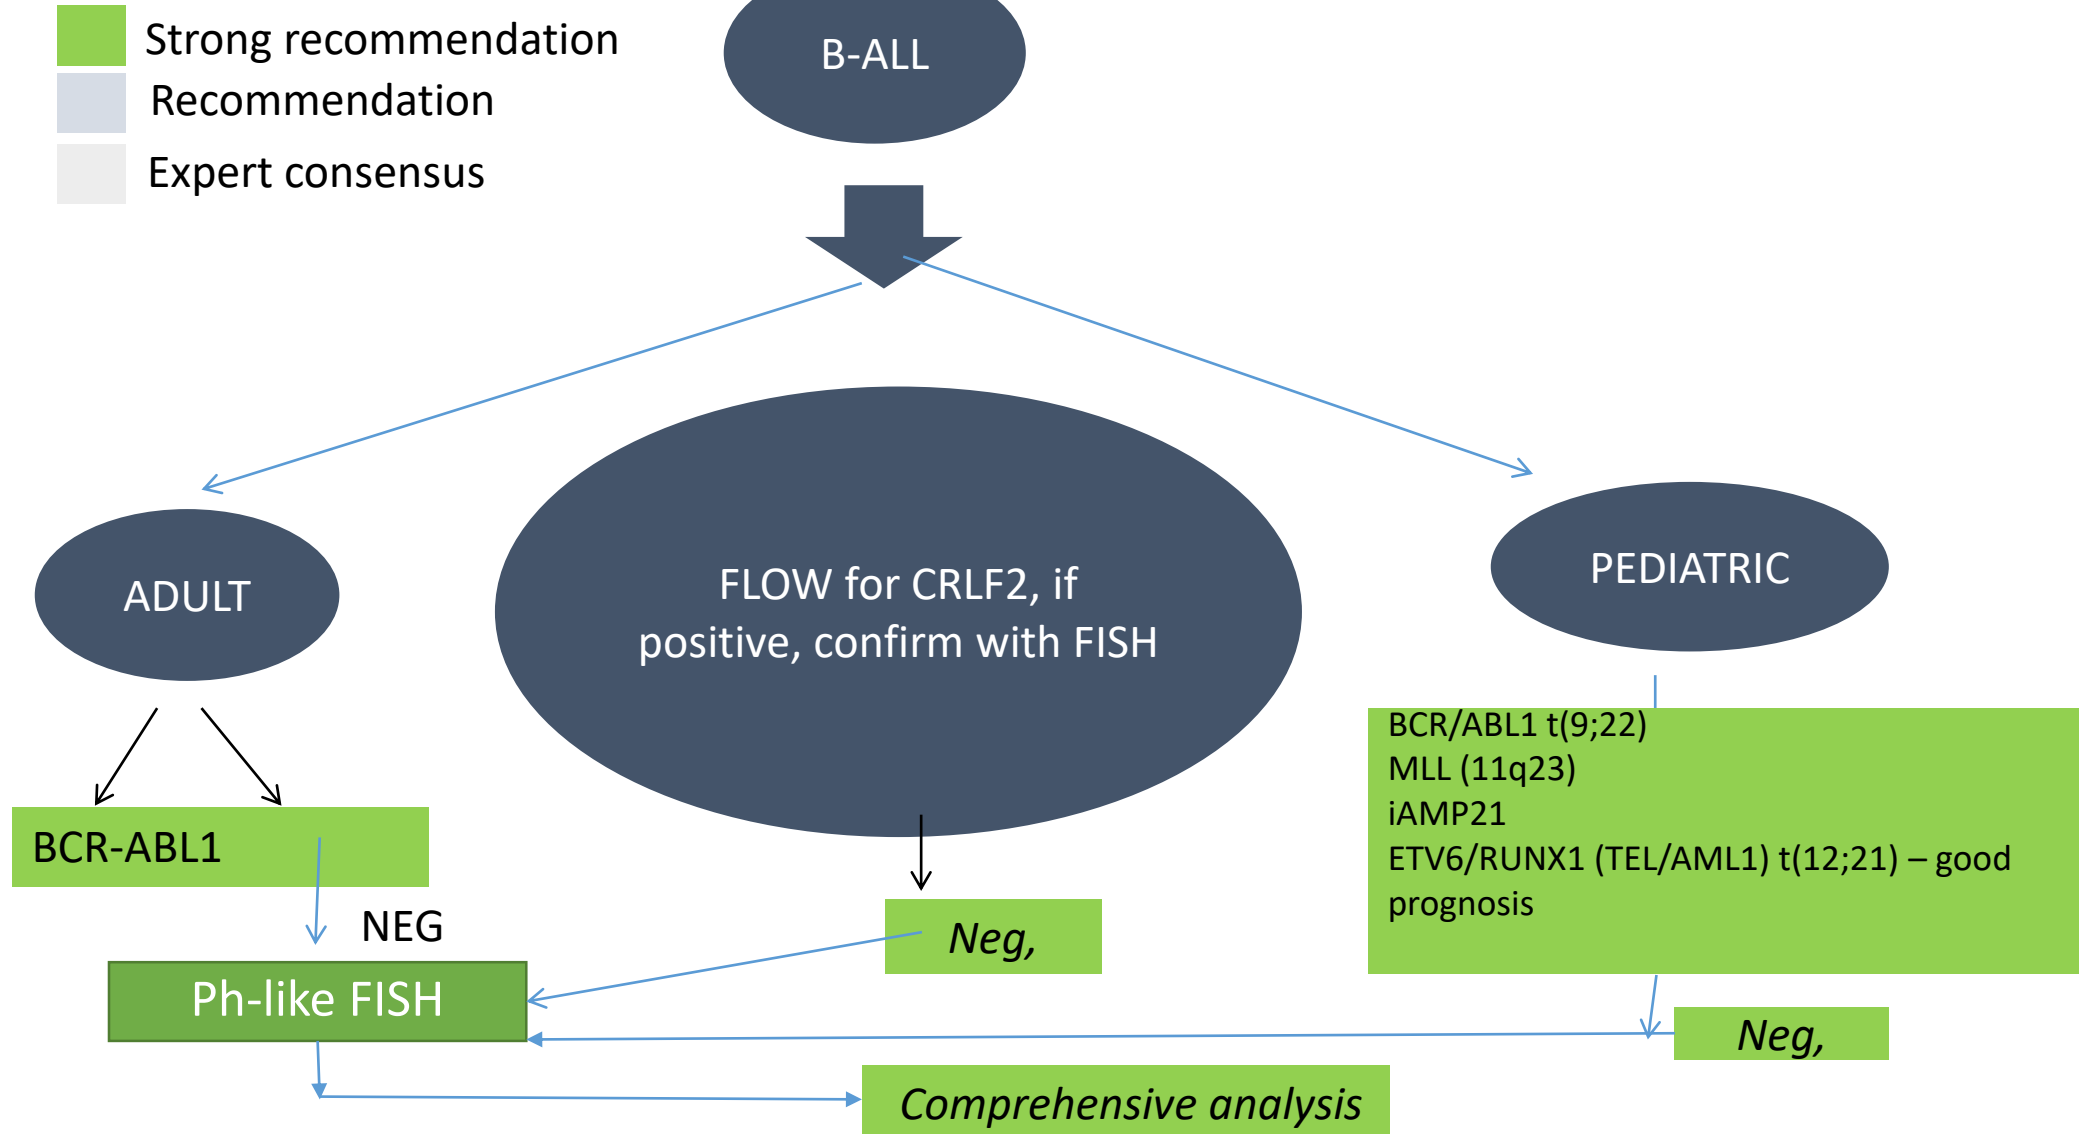 Strong recommendation
Recommendation
Expert consensus
B-ALL
ADULT
FLOW for CRLF2, if
positive, confirm with FISH
PEDIATRIC
BCR-ABL1
NEG
Ph-like FISH
Neg,
BCR/ABL1 t(9;22)
MLL (11q23)
iAMP21
ETV6/RUNX1 (TEL/AML1) t(12;21) – good
prognosis
Neg,
Comprehensive analysis